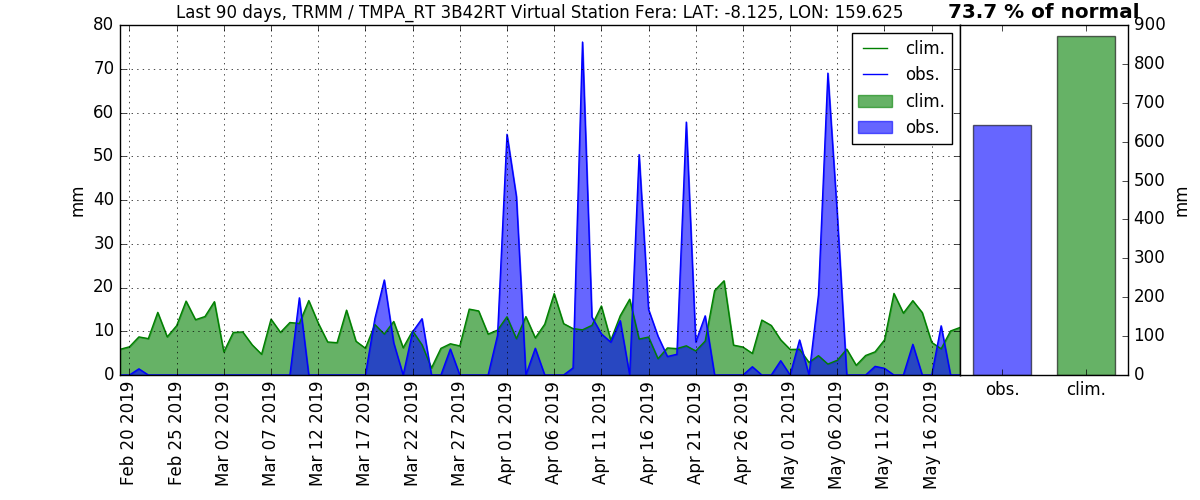 Last 90 days, TRMM / TMPA_RT 3B42RT Virtual Station Fera: LAT: -8.125, LON: 159.625
73.7 % of normal
80
70
60
50
40
30
20
10
0
mm
clim.
obs.
clim.
obs.
Feb 20 2019
Feb 25 2019
Mar 02 2019
Mar 07 2019
Mar 12 2019
Mar 17 2019
Mar 22 2019
Mar 27 2019
Apr 01 2019
Apr 06 2019
Apr 11 2019
Apr 16 2019
Apr 21 2019
Apr 26 2019
May 01 2019
May 06 2019
May 11 2019
May 16 2019
900
800
700
600
500
400
300
200
100
0
mm
obs.
clim.